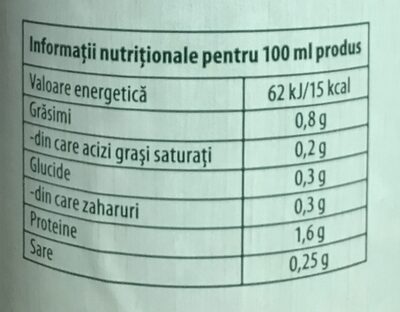 Informații nutriționale pentru 100 ml produs
Valoare energetică 62 kJ/15 kcal
Grăsimi 0,8 g
-din care acizi grași saturați 0,2 g
Glucide 0,3 g
-din care zaharuri 0,3 g
Proteine 1,6 g
Sare 0,25 g